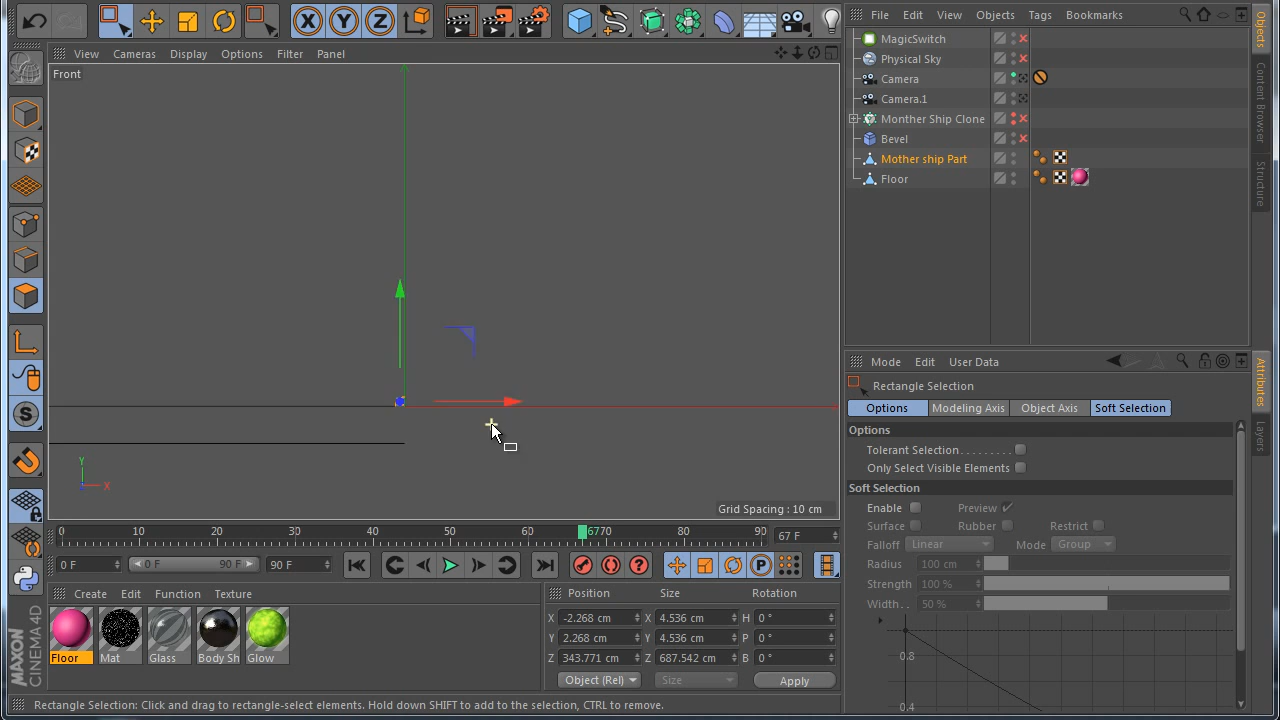 File Edit View Objects Tags Bookmarks
MagicSwitch
Physical Sky
Camera
Camera.1
Monther Ship Clone
Bevel
Mother ship Part
Floor
Objects
Content Browser
Structure
View Cameras Display Options Filter Panel
Front
Y
X
Grid Spacing : 10 cm
0 10 20 30 40 50 60 6770 80 90 67 F
0 F 0 F 90 F 90 F
Create Edit Function Texture
Floor Mat Glass Body Sh Glow
MAXON CINEMA 4D
Position Size Rotation
X -2.268 cm X 4.536 cm H 0 °
Y 2.268 cm Y 4.536 cm P 0 °
Z 343.771 cm Z 687.542 cm B 0 °
Object (Rel) Size Apply
Mode Edit User Data
Rectangle Selection
Options Modeling Axis Object Axis Soft Selection
Options
Tolerant Selection . . . . . . . . .
Only Select Visible Elements
Soft Selection
Enable Preview
Surface Rubber Restrict
Falloff Linear Mode Group
Radius 100 cm
Strength 100 %
Width. . 50 %
0.8
0.4
Attributes
Layers
Rectangle Selection: Click and drag to rectangle-select elements. Hold down SHIFT to add to the selection, CTRL to remove.